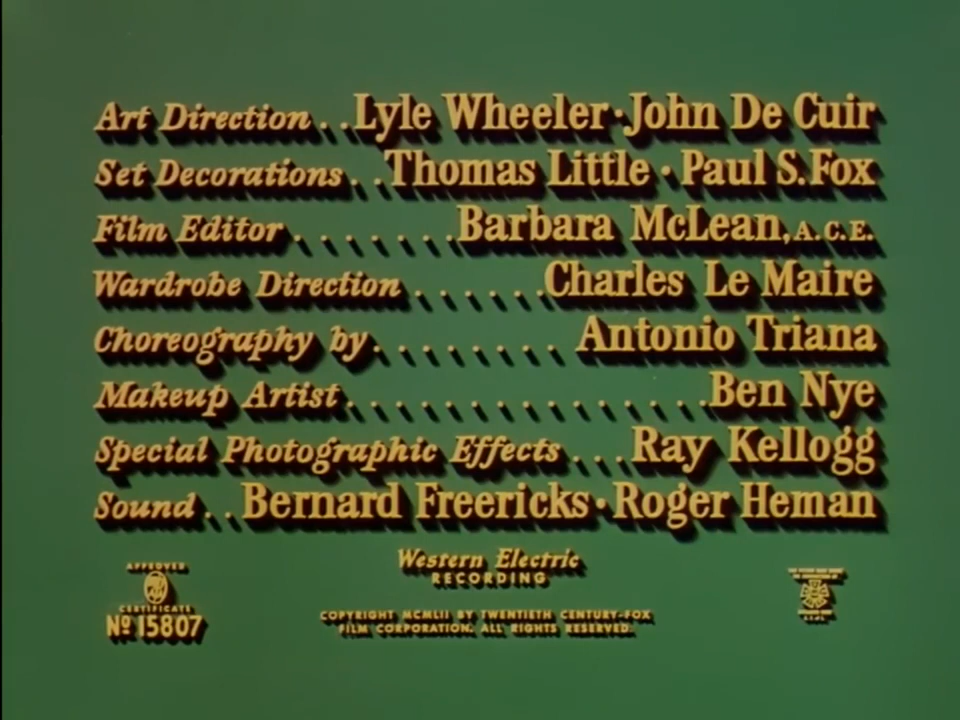 Art Direction . . Lyle Wheeler · John De Cuir
Set Decorations . . Thomas Little · Paul S. Fox
Film Editor . . . . . . . Barbara McLean, A.C.E.
Wardrobe Direction . . . . . . Charles Le Maire
Choreography by . . . . . . . . Antonio Triana
Makeup Artist . . . . . . . . . . . . . . . . Ben Nye
Special Photographic Effects . . . Ray Kellogg
Sound . . Bernard Freericks · Roger Heman
Western Electric
RECORDING
APPROVED
CERTIFICATE
Nº 15807
COPYRIGHT MCMLII BY TWENTIETH CENTURY-FOX
FILM CORPORATION. ALL RIGHTS RESERVED.